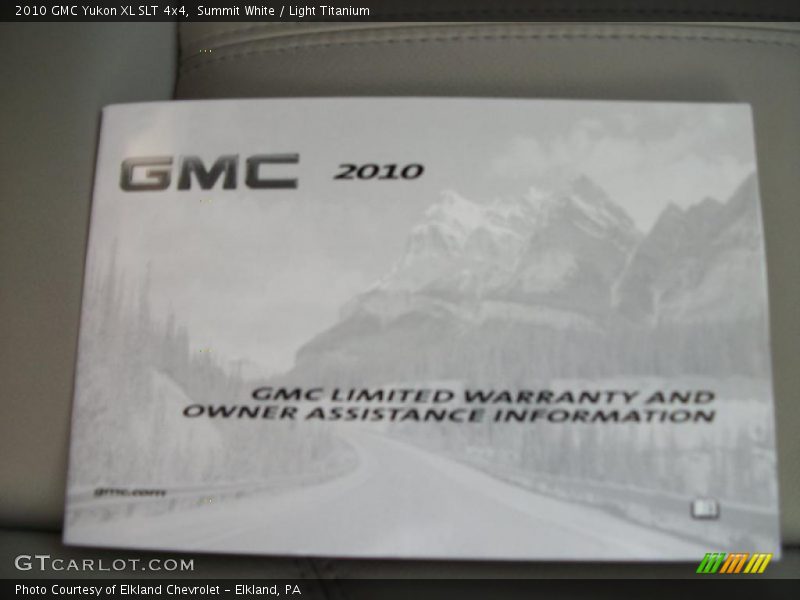 2010 GMC Yukon XL SLT 4x4, Summit White / Light Titanium
GMC 2010
GMC LIMITED WARRANTY AND
OWNER ASSISTANCE INFORMATION
gmc.com
GTCARLOT.COM
Photo Courtesy of Elkland Chevrolet - Elkland, PA